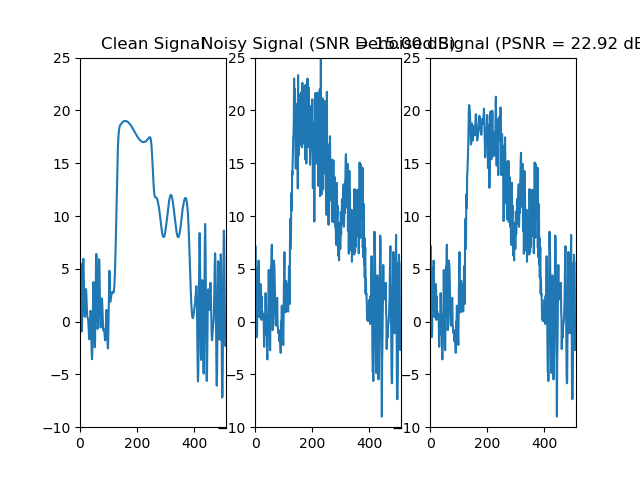 Clean Signal
Noisy Signal (SNR = 15.00 dB)
Denoised Signal (PSNR = 22.92 dB
25 25 25
20 20 20
15 15 15
10 10 10
5 5 5
0 0 0
−5 −5 −5
−10 −10 −10
0 200 400 0 200 400 0 200 400